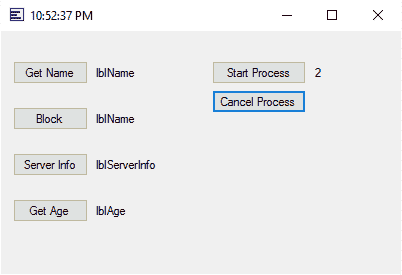 10:52:37 PM
Get Name lblName Start Process 2
Cancel Process
Block lblName
Server Info lblServerInfo
Get Age lblAge